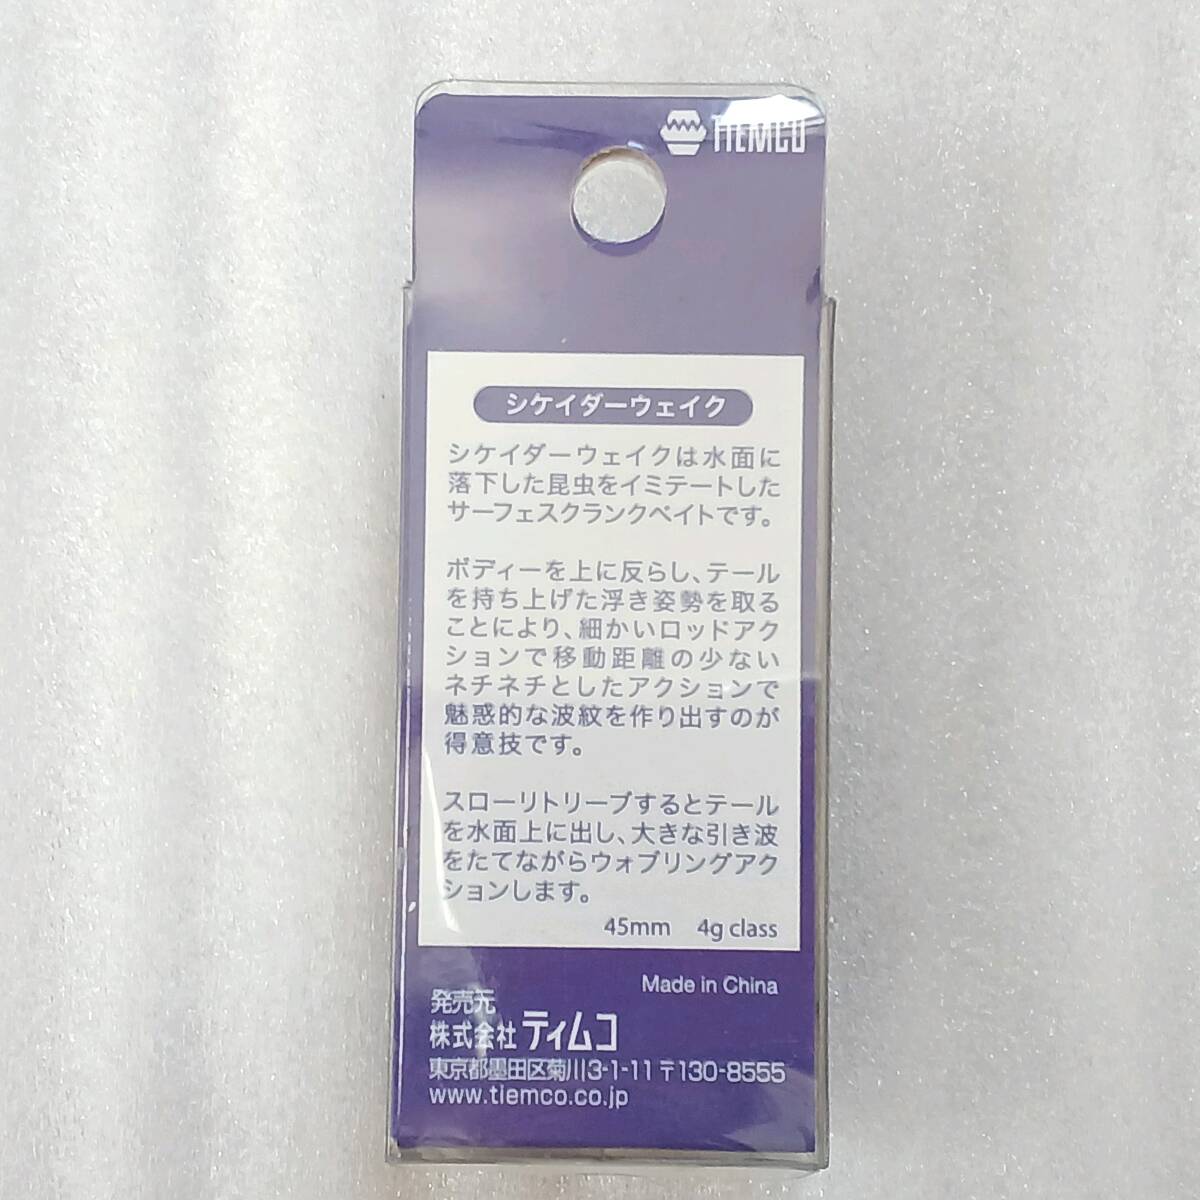 TIEMCO
シケイダーウェイク
シケイダーウェイクは水面に
落下した昆虫をイミテートした
サーフェスクランクベイトです。
ボディーを上に反らし、テール
を持ち上げた浮き姿勢を取る
ことにより、細かいロッドアク
ションで移動距離の少ない
ネチネチとしたアクションで
魅惑的な波紋を作り出すのが
得意技です。
スローリトリーブするとテール
を水面上に出し、大きな引き波
をたてながらウォブリングアク
ションします。
45mm 4g class
Made in China
発売元
株式会社ティムコ
東京都墨田区菊川3-1-11 〒130-8555
www.tiemco.co.jp